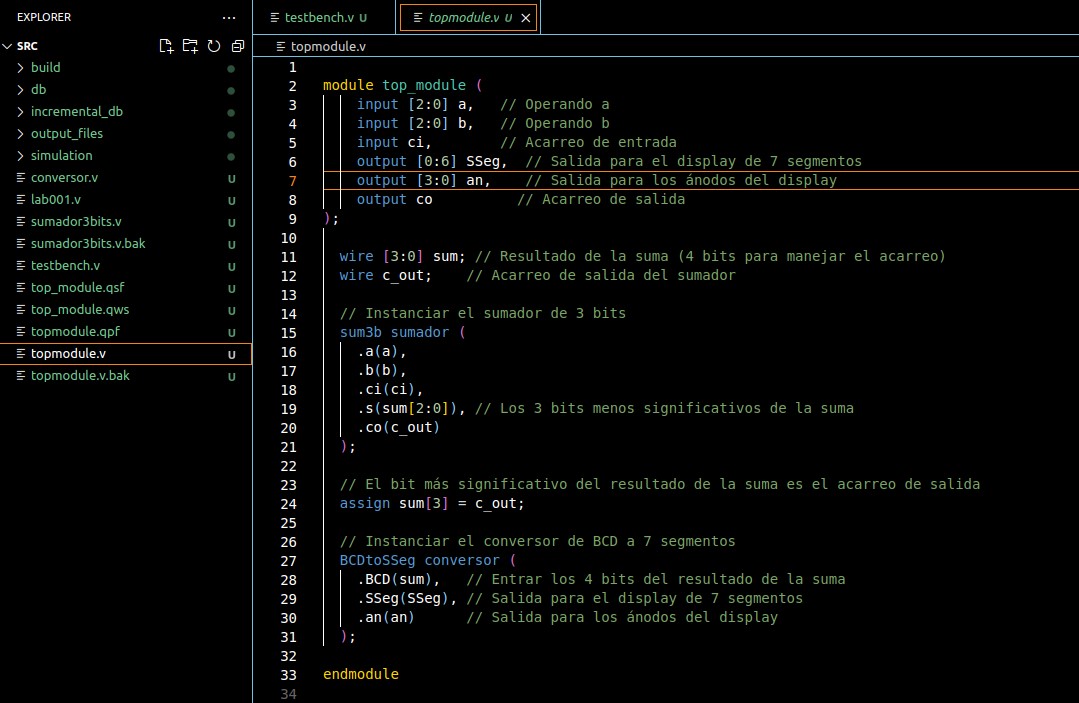 EXPLORER ...
SRC
build
db
incremental_db
output_files
simulation
conversor.v U
lab001.v U
sumador3bits.v U
sumador3bits.v.bak U
testbench.v U
top_module.qsf U
top_module.qws U
topmodule.qpf U
topmodule.v U
topmodule.v.bak U
testbench.v U
topmodule.v U
topmodule.v
1
2 module top_module (
3 input [2:0] a, // Operando a
4 input [2:0] b, // Operando b
5 input ci, // Acarreo de entrada
6 output [0:6] SSeg, // Salida para el display de 7 segmentos
7 output [3:0] an, // Salida para los ánodos del display
8 output co // Acarreo de salida
9 );
10
11 wire [3:0] sum; // Resultado de la suma (4 bits para manejar el acarreo)
12 wire c_out; // Acarreo de salida del sumador
13
14 // Instanciar el sumador de 3 bits
15 sum3b sumador (
16 .a(a),
17 .b(b),
18 .ci(ci),
19 .s(sum[2:0]), // Los 3 bits menos significativos de la suma
20 .co(c_out)
21 );
22
23 // El bit más significativo del resultado de la suma es el acarreo de salida
24 assign sum[3] = c_out;
25
26 // Instanciar el conversor de BCD a 7 segmentos
27 BCDtoSSeg conversor (
28 .BCD(sum), // Entrar los 4 bits del resultado de la suma
29 .SSeg(SSeg), // Salida para el display de 7 segmentos
30 .an(an) // Salida para los ánodos del display
31 );
32
33 endmodule
34